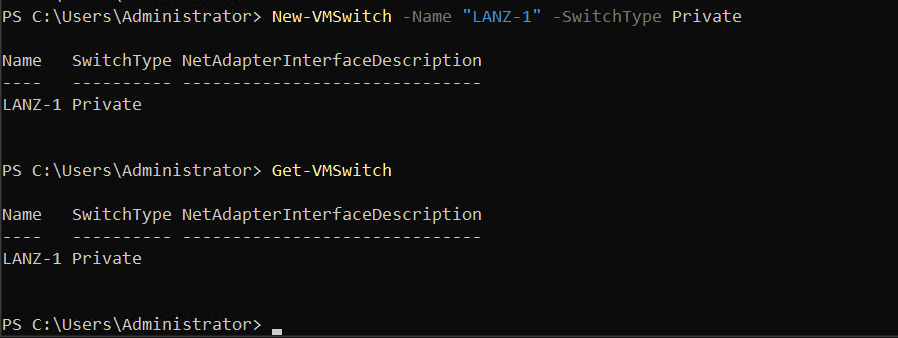 PS C:\Users\Administrator> New-VMSwitch -Name "LANZ-1" -SwitchType Private
Name   SwitchType NetAdapterInterfaceDescription
----   ---------- ------------------------------
LANZ-1 Private
PS C:\Users\Administrator> Get-VMSwitch
Name   SwitchType NetAdapterInterfaceDescription
----   ---------- ------------------------------
LANZ-1 Private
PS C:\Users\Administrator>